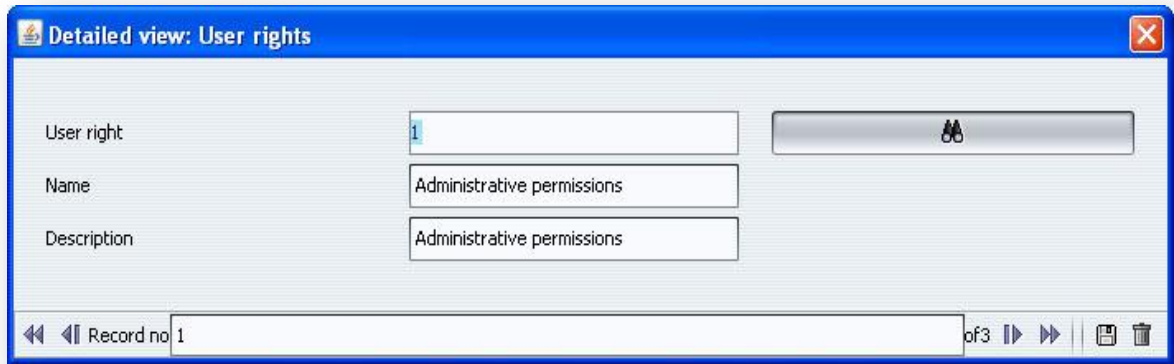 Detailed view: User rights
User right 1
Name Administrative permissions
Description Administrative permissions
Record no 1 of3